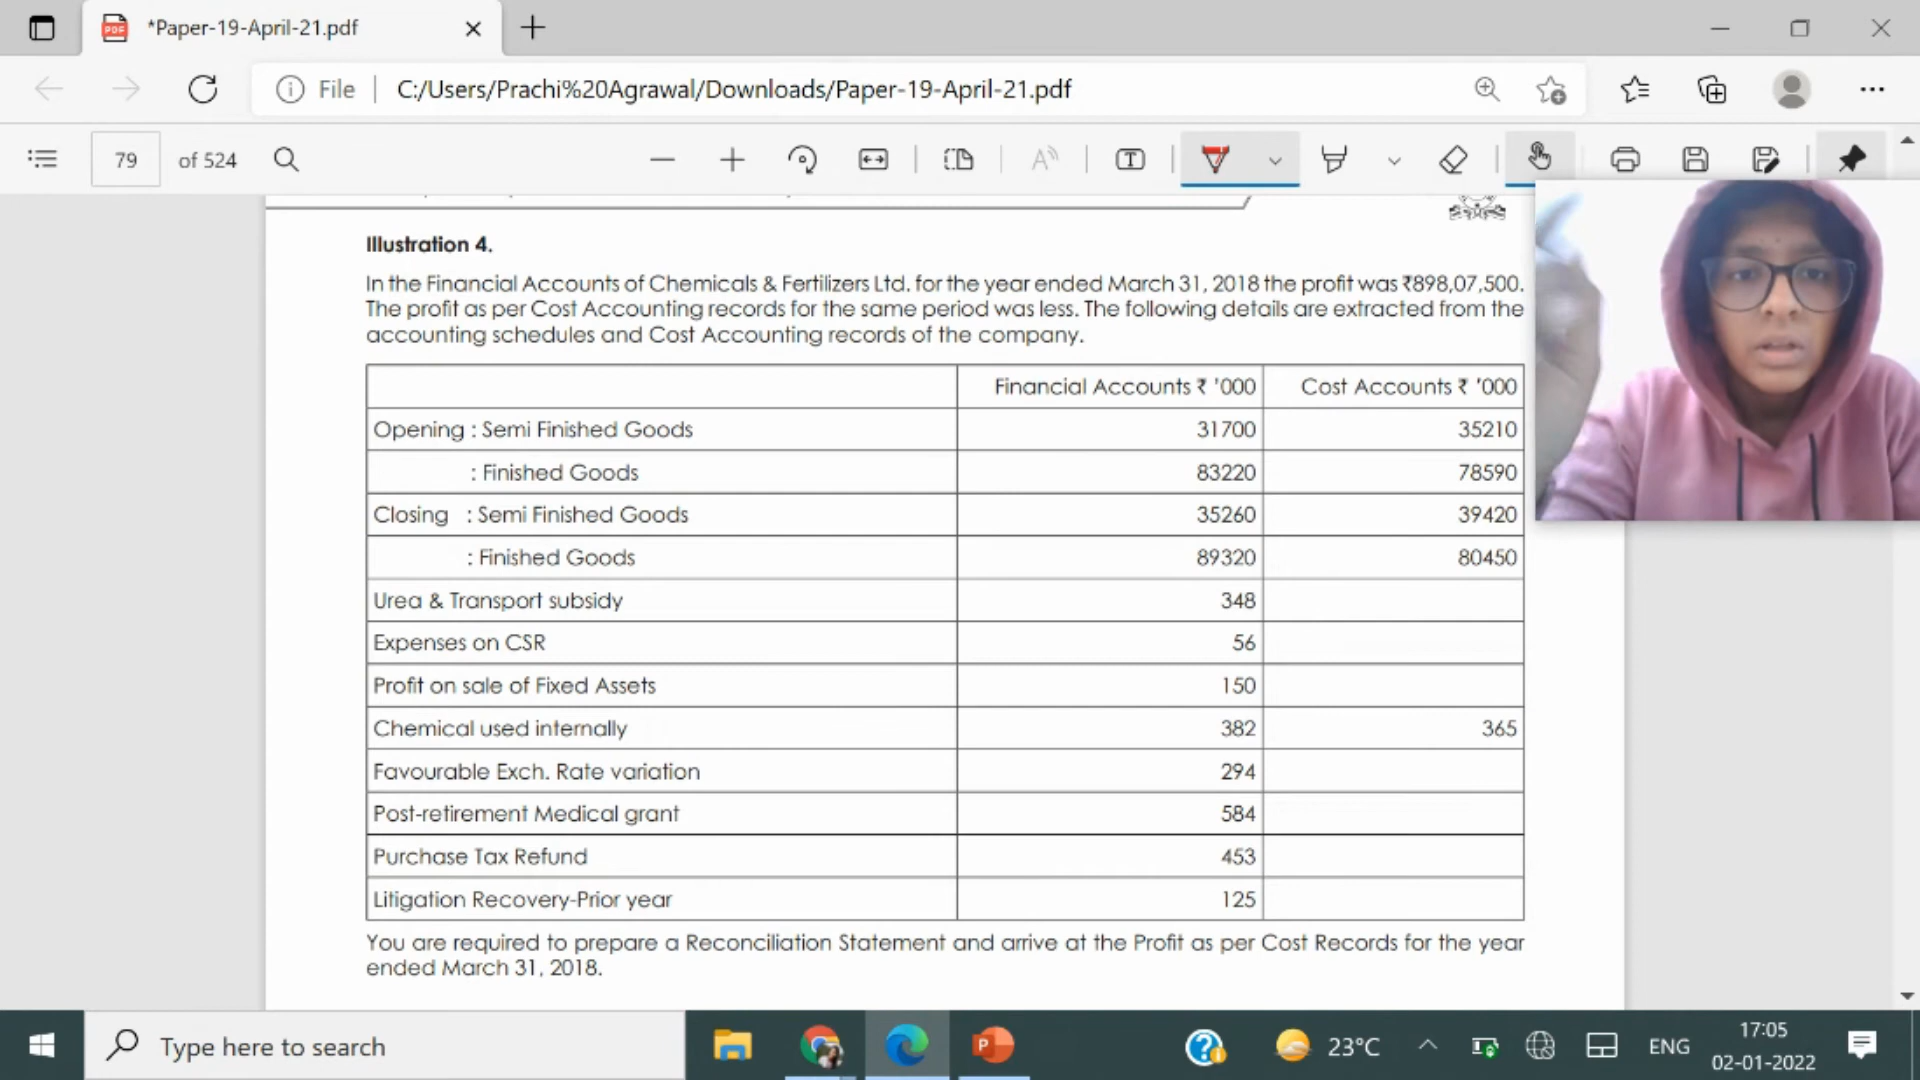 *Paper-19-April-21.pdf
File
C:/Users/Prachi%20Agrawal/Downloads/Paper-19-April-21.pdf
79 of 524
Illustration 4.
In the Financial Accounts of Chemicals & Fertilizers Ltd. for the year ended March 31, 2018 the profit was ₹898,07,500.
The profit as per Cost Accounting records for the same period was less. The following details are extracted from the
accounting schedules and Cost Accounting records of the company.
Financial Accounts ₹ '000 Cost Accounts ₹ '000
Opening : Semi Finished Goods 31700 35210
: Finished Goods 83220 78590
Closing : Semi Finished Goods 35260 39420
: Finished Goods 89320 80450
Urea & Transport subsidy 348
Expenses on CSR 56
Profit on sale of Fixed Assets 150
Chemical used internally 382 365
Favourable Exch. Rate variation 294
Post-retirement Medical grant 584
Purchase Tax Refund 453
Litigation Recovery-Prior year 125
You are required to prepare a Reconciliation Statement and arrive at the Profit as per Cost Records for the year
ended March 31, 2018.
Type here to search
23°C
ENG
17:05
02-01-2022